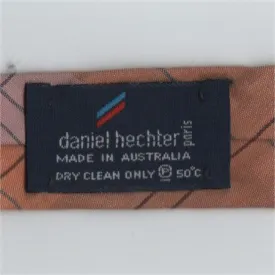 daniel hechter paris
MADE IN AUSTRALIA
DRY CLEAN ONLY Ⓟ 50°C